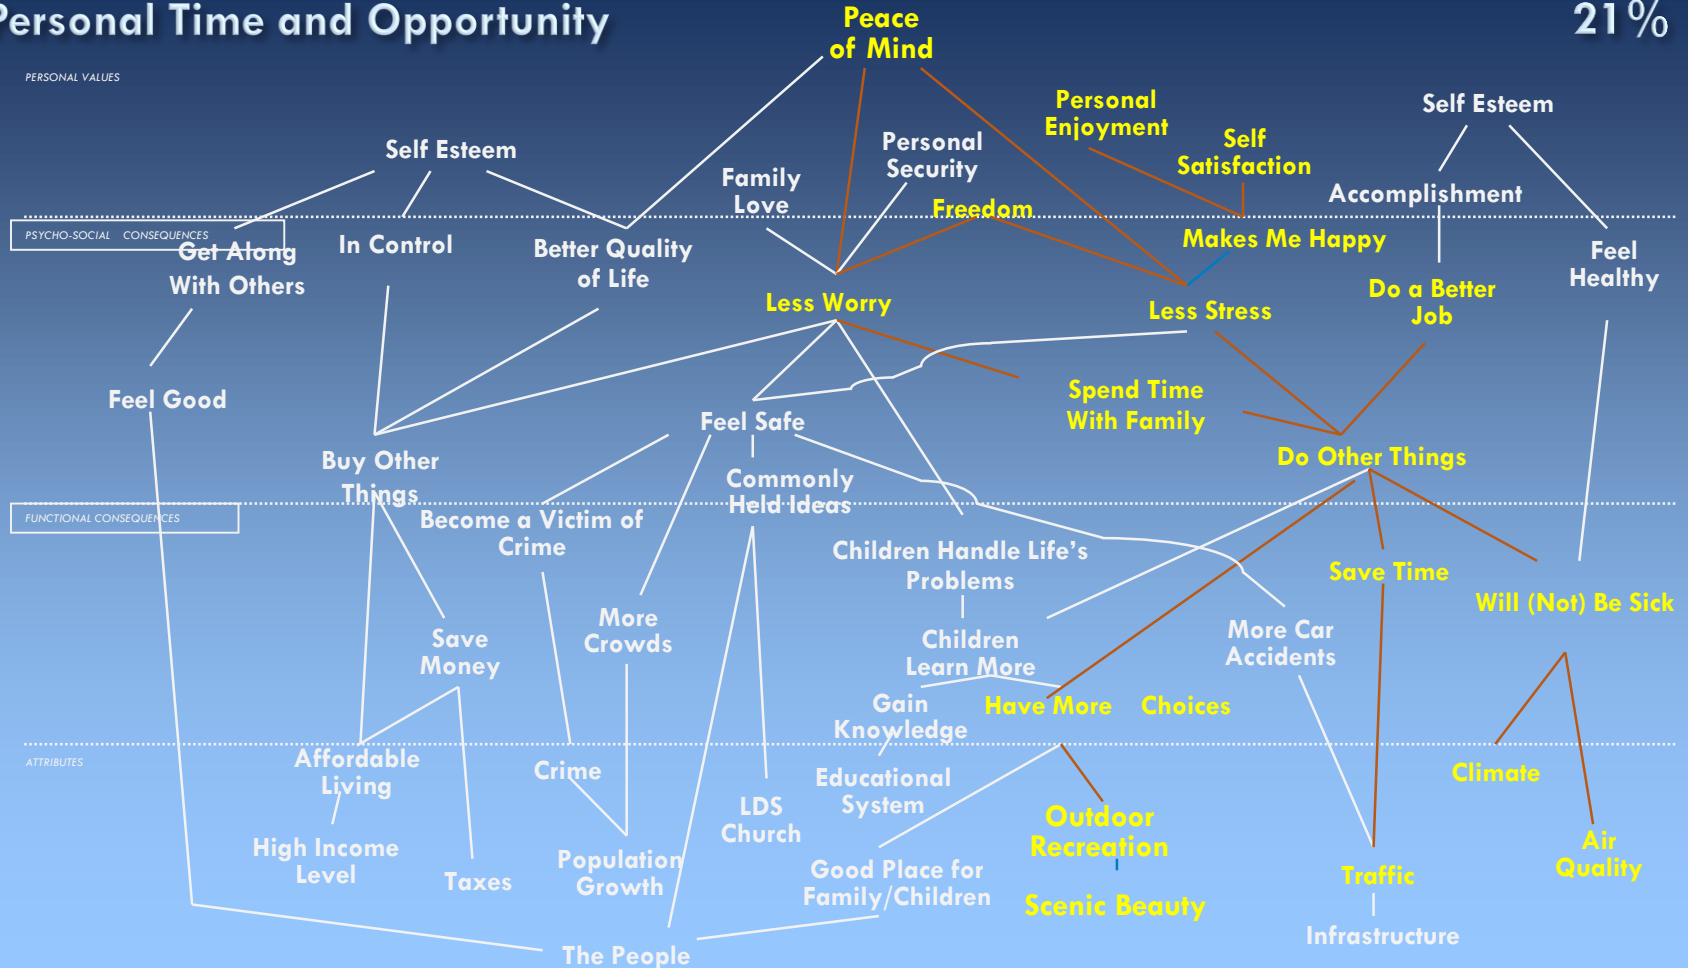 Personal Time and Opportunity
21%
Peace
of Mind
PERSONAL VALUES
Personal
Enjoyment
Self Esteem
Self
Satisfaction
Personal
Security
Self Esteem
Family
Love
Accomplishment
Freedom
PSYCHO-SOCIAL CONSEQUENCES
Get Along
With Others
In Control
Better Quality
of Life
Makes Me Happy
Feel
Healthy
Less Worry
Less Stress
Do a Better
Job
Feel Good
Spend Time
With Family
Feel Safe
Buy Other
Things
Do Other Things
Commonly
Held Ideas
FUNCTIONAL CONSEQUENCES
Become a Victim of
Crime
Children Handle Life's
Problems
Save Time
Will (Not) Be Sick
More
Crowds
Save
Money
Children
Learn More
More Car
Accidents
Gain
Knowledge
Have More Choices
ATTRIBUTES
Affordable
Living
Crime
Educational
System
Climate
LDS
Church
Outdoor
Recreation
High Income
Level
Taxes
Population
Growth
Good Place for
Family/Children
Traffic
Air
Quality
Scenic Beauty
Infrastructure
The People